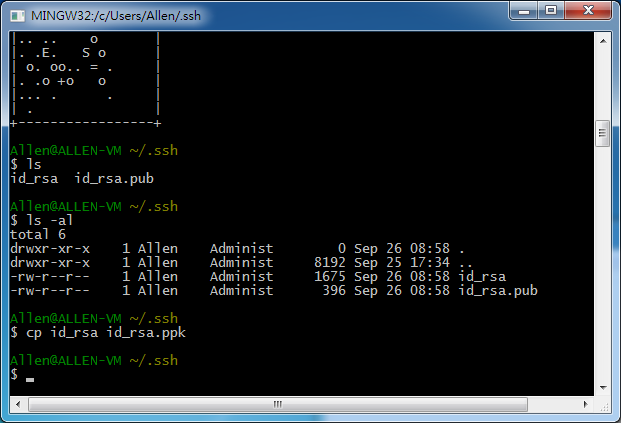 MINGW32:/c/Users/Allen/.ssh
|.. ..    o       |
|. .E.   S o      |
| o. oo.. = .     |
|. .o +o   o      |
|... .      .     |
| .               |
+-----------------+
Allen@ALLEN-VM ~/.ssh
$ ls
id_rsa  id_rsa.pub
Allen@ALLEN-VM ~/.ssh
$ ls -al
total 6
drwxr-xr-x    1 Allen    Administ        0 Sep 26 08:58 .
drwxr-xr-x    1 Allen    Administ     8192 Sep 25 17:34 ..
-rw-r--r--    1 Allen    Administ     1675 Sep 26 08:58 id_rsa
-rw-r--r--    1 Allen    Administ      396 Sep 26 08:58 id_rsa.pub
Allen@ALLEN-VM ~/.ssh
$ cp id_rsa id_rsa.ppk
Allen@ALLEN-VM ~/.ssh
$